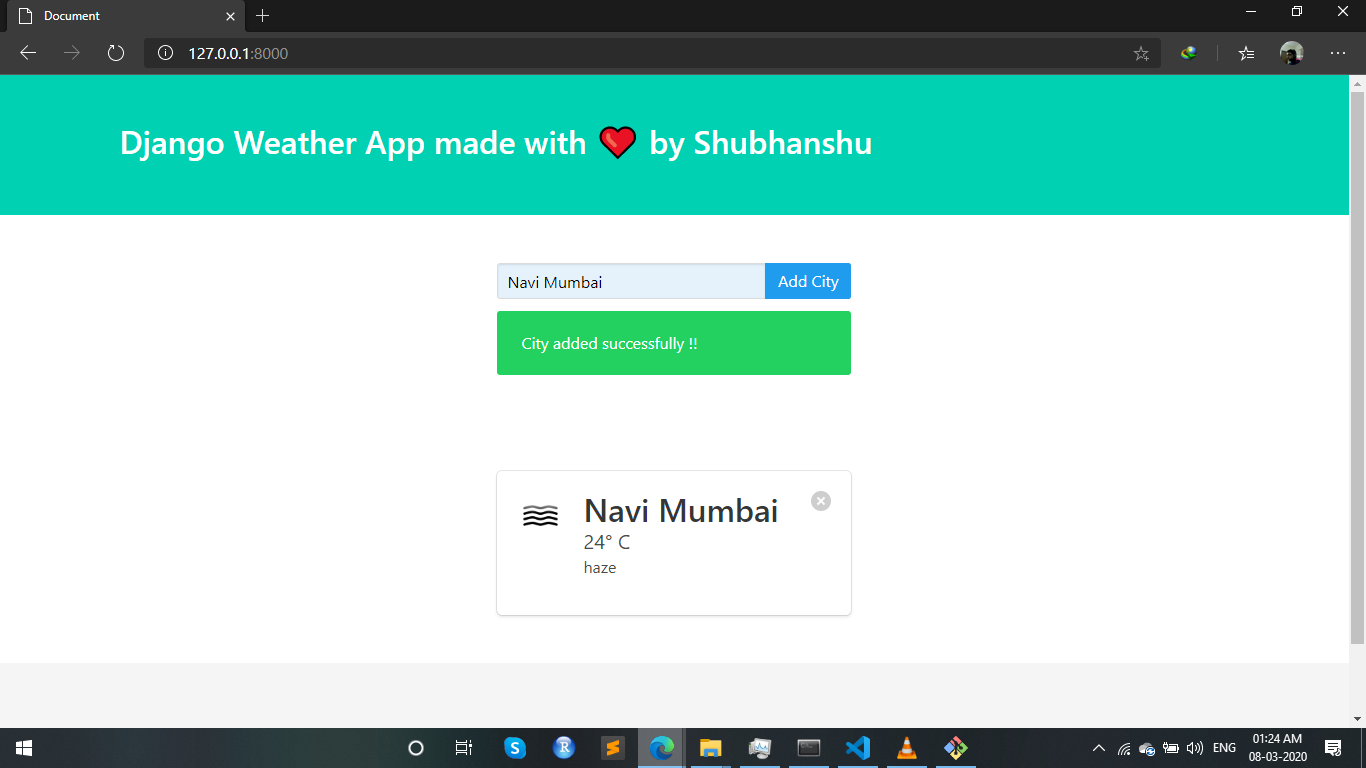 Document
127.0.0.1:8000
Django Weather App made with ❤ by Shubhanshu
Navi Mumbai
Add City
City added successfully !!
Navi Mumbai
24° C
haze
ENG
01:24 AM
08-03-2020